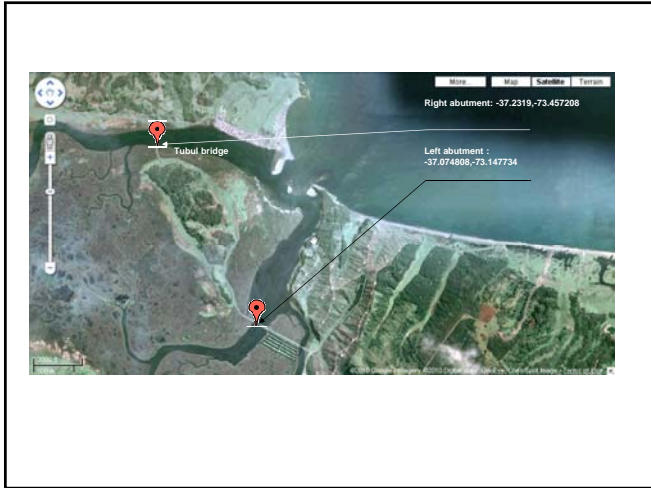 More... Map Satellite Terrain
Right abutment: -37.2319,-73.457208
Tubul bridge
Left abutment :
-37.074808,-73.147734